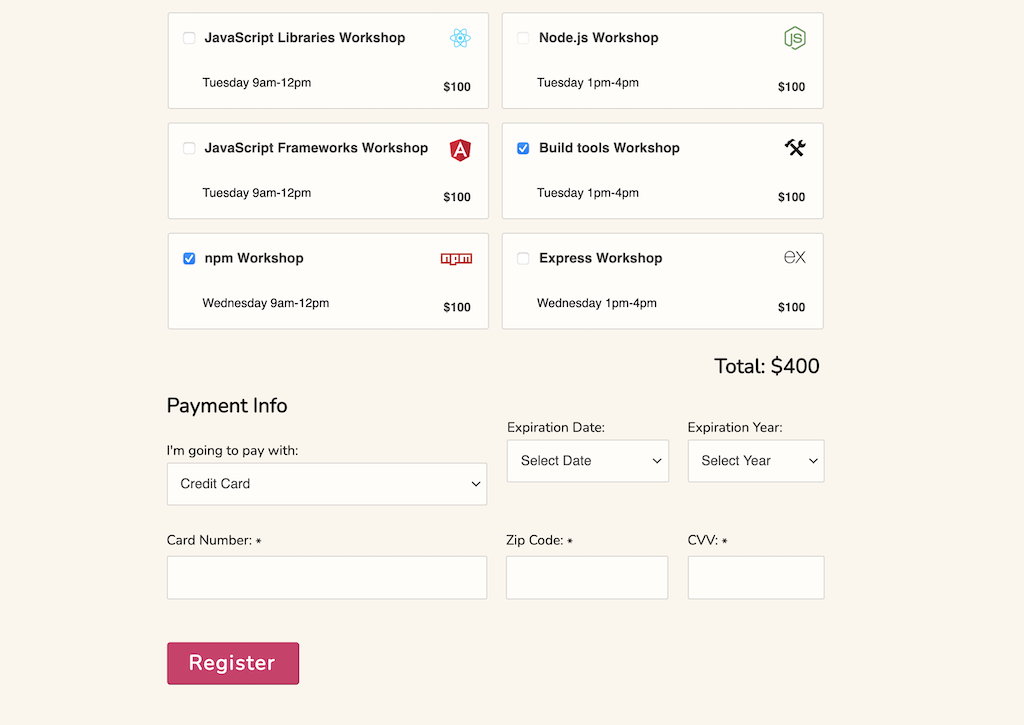 JavaScript Libraries Workshop
Tuesday 9am-12pm
$100
Node.js Workshop
JS
Tuesday 1pm-4pm
$100
JavaScript Frameworks Workshop
A
Tuesday 9am-12pm
$100
Build tools Workshop
Tuesday 1pm-4pm
$100
npm Workshop
npm
Wednesday 9am-12pm
$100
Express Workshop
ex
Wednesday 1pm-4pm
$100
Total: $400
Payment Info
I'm going to pay with:
Credit Card
Expiration Date:
Select Date
Expiration Year:
Select Year
Card Number: *
Zip Code: *
CVV: *
Register